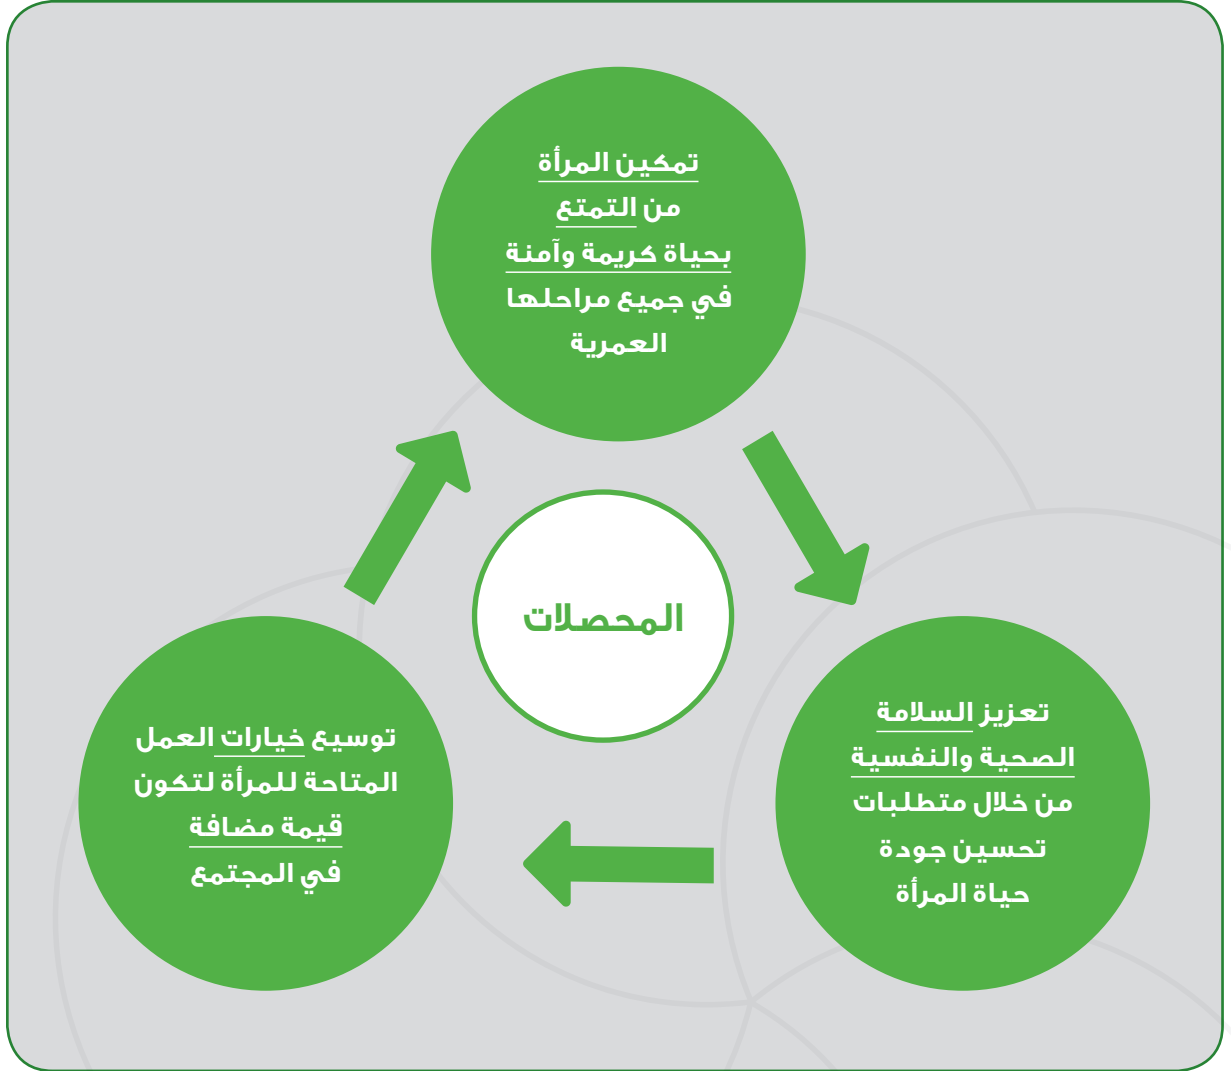 تمكين المرأة
من التمتع
بحياة كريمة وآمنة
في جميع مراحلها
العمرية
المحصلات
تعزيز السلامة
الصحية والنفسية
من خلال متطلبات
تحسين جودة
حياة المرأة
توسيع خيارات العمل
المتاحة للمرأة لتكون
قيمة مضافة
في المجتمع